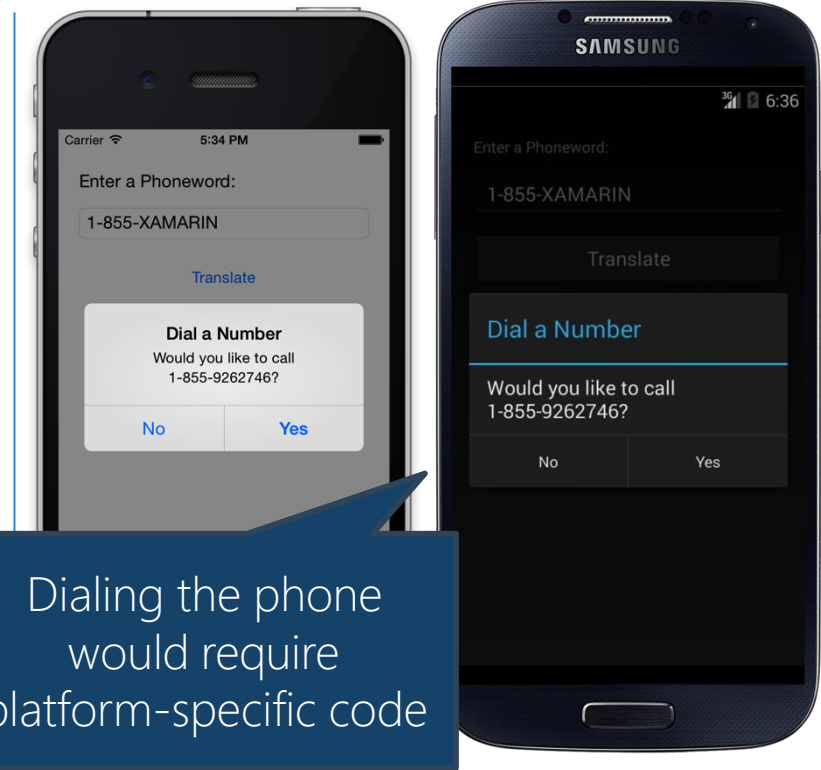 Carrier 5:34 PM
Enter a Phoneword:
1-855-XAMARIN
Translate
Dial a Number
Would you like to call
1-855-9262746?
No Yes
SAMSUNG
3G 6:36
Enter a Phoneword:
1-855-XAMARIN
Translate
Dial a Number
Would you like to call
1-855-9262746?
No Yes
Dialing the phone
would require
platform-specific code